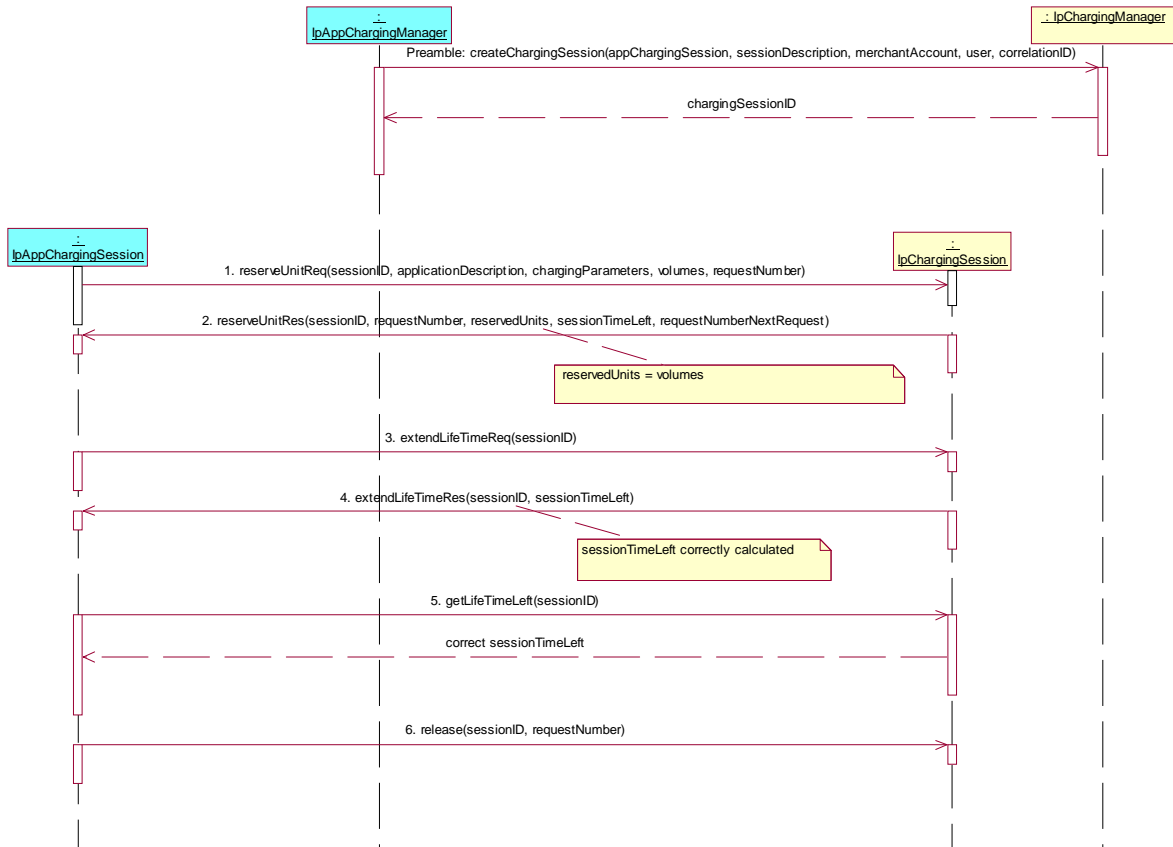 :
IpAppChargingManager
: IpChargingManager
Preamble: createChargingSession(appChargingSession, sessionDescription, merchantAccount, user, correlationID)
chargingSessionID
:
IpAppChargingSession
:
IpChargingSession
1. reserveUnitReq(sessionID, applicationDescription, chargingParameters, volumes, requestNumber)
2. reserveUnitRes(sessionID, requestNumber, reservedUnits, sessionTimeLeft, requestNumberNextRequest)
reservedUnits = volumes
3. extendLifeTimeReq(sessionID)
4. extendLifeTimeRes(sessionID, sessionTimeLeft)
sessionTimeLeft correctly calculated
5. getLifeTimeLeft(sessionID)
correct sessionTimeLeft
6. release(sessionID, requestNumber)